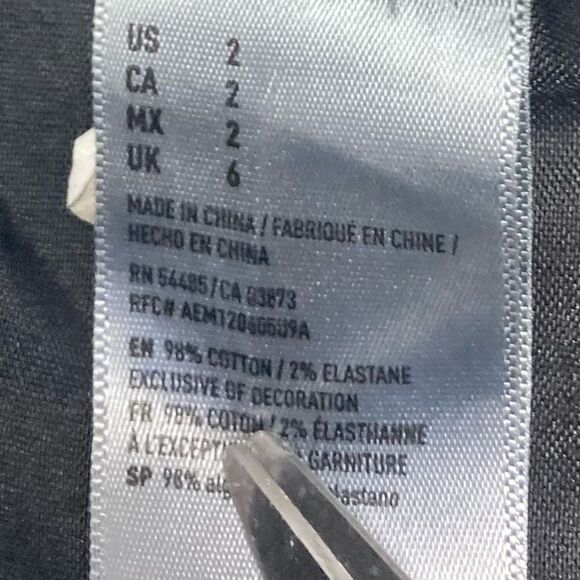 US 2
CA 2
MX 2
UK 6
MADE IN CHINA / FABRIQUÉ EN CHINE /
HECHO EN CHINA
RN 54485/CA 03873
RFC#
EN 98% COTTON / 2% ELASTANE
EXCLUSIVE OF DECORATION
FR 98% COTON / 2% ÉLASTHANNE
GARNITURE
SP 98%